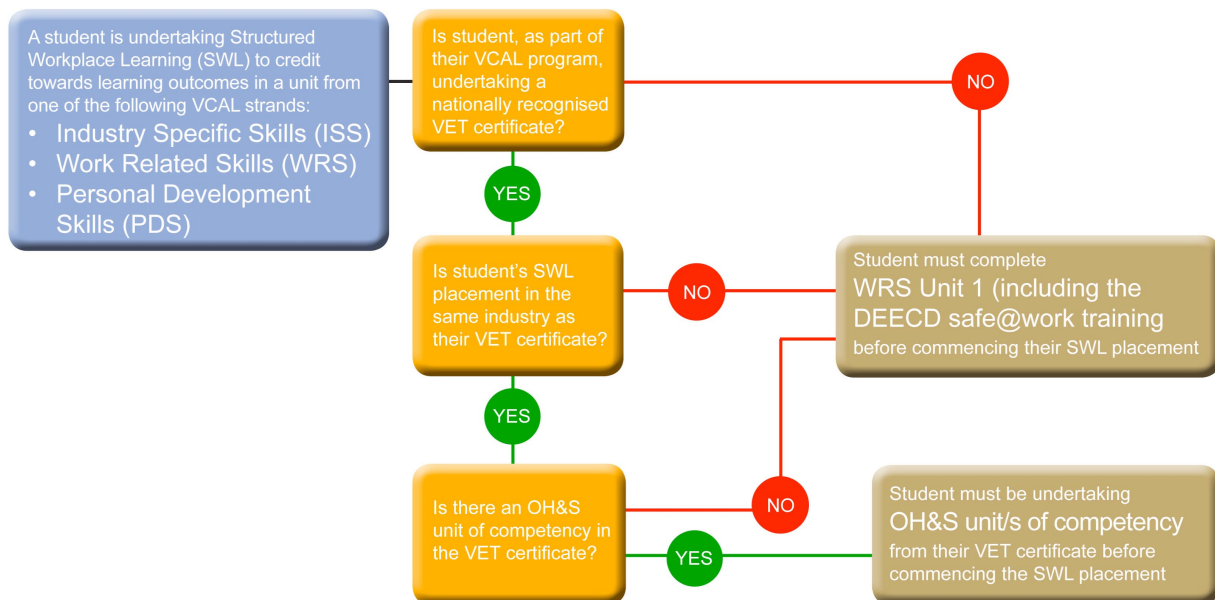 A student is undertaking Structured
Workplace Learning (SWL) to credit
towards learning outcomes in a unit from
one of the following VCAL strands:
• Industry Specific Skills (ISS)
• Work Related Skills (WRS)
• Personal Development
Skills (PDS)
Is student, as part of
their VCAL program,
undertaking a
nationally recognised
VET certificate?
NO
YES
Is student’s SWL
placement in the
same industry as
their VET certificate?
NO
Student must complete
WRS Unit 1 (including the
DEECD safe@work training
before commencing their SWL placement
YES
Is there an OH&S
unit of competency in
the VET certificate?
NO
YES
Student must be undertaking
OH&S unit/s of competency
from their VET certificate before
commencing the SWL placement